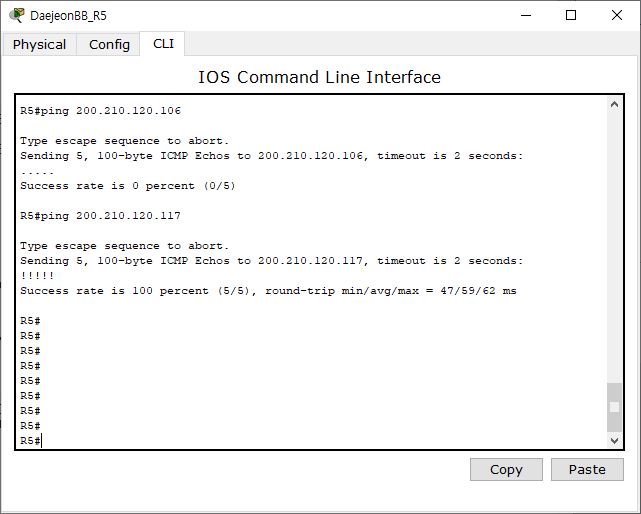 DaejeonBB_R5
Physical Config CLI
IOS Command Line Interface
R5#ping 200.210.120.106
Type escape sequence to abort.
Sending 5, 100-byte ICMP Echos to 200.210.120.106, timeout is 2 seconds:
.....
Success rate is 0 percent (0/5)
R5#ping 200.210.120.117
Type escape sequence to abort.
Sending 5, 100-byte ICMP Echos to 200.210.120.117, timeout is 2 seconds:
!!!!!
Success rate is 100 percent (5/5), round-trip min/avg/max = 47/59/62 ms
R5#
R5#
R5#
R5#
R5#
R5#
R5#
R5#
R5#
Copy Paste